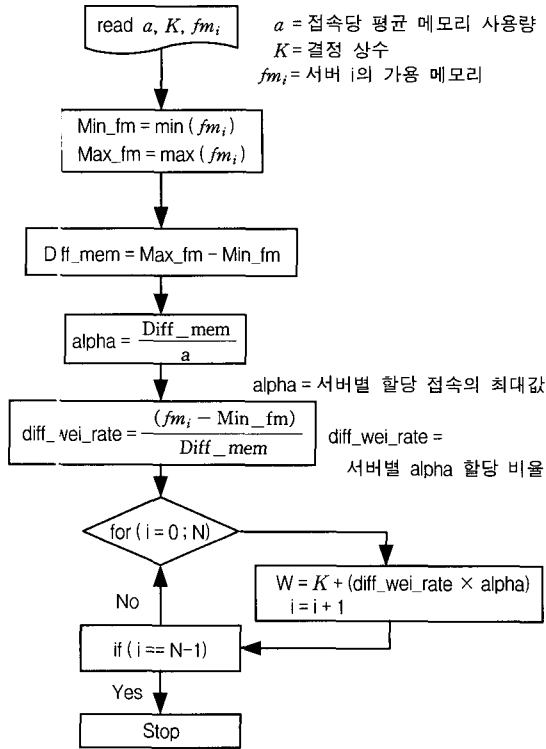 read a, K, fm_i
a = 접속당 평균 메모리 사용량
K = 결정 상수
fm_i = 서버 i의 가용 메모리
Min_fm = min ( fm_i )
Max_fm = max ( fm_i )
D ff_mem = Max_fm − Min_fm
alpha = Diff_mem / a
alpha = 서버별 할당 접속의 최대값
diff_wei_rate = (fm_i − Min_fm) / Diff_mem
diff_wei_rate =
서버별 alpha 할당 비율
for ( i = 0 ; N)
W = K + (diff_wei_rate × alpha)
i = i + 1
No
if ( i == N-1)
Yes
Stop